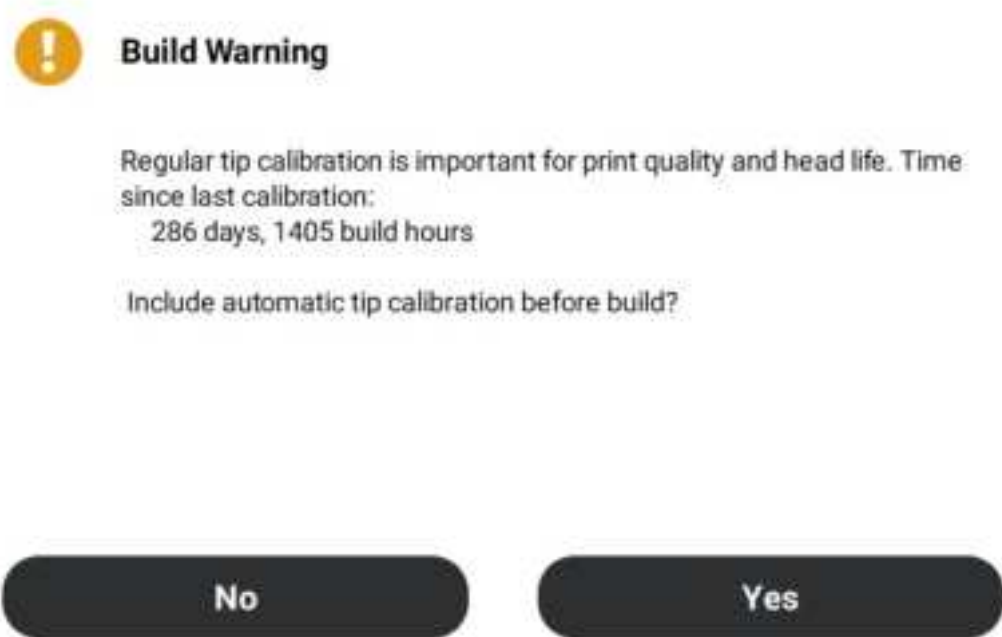 Build Warning
Regular tip calibration is important for print quality and head life. Time
since last calibration:
286 days, 1405 build hours
Include automatic tip calibration before build?
No
Yes